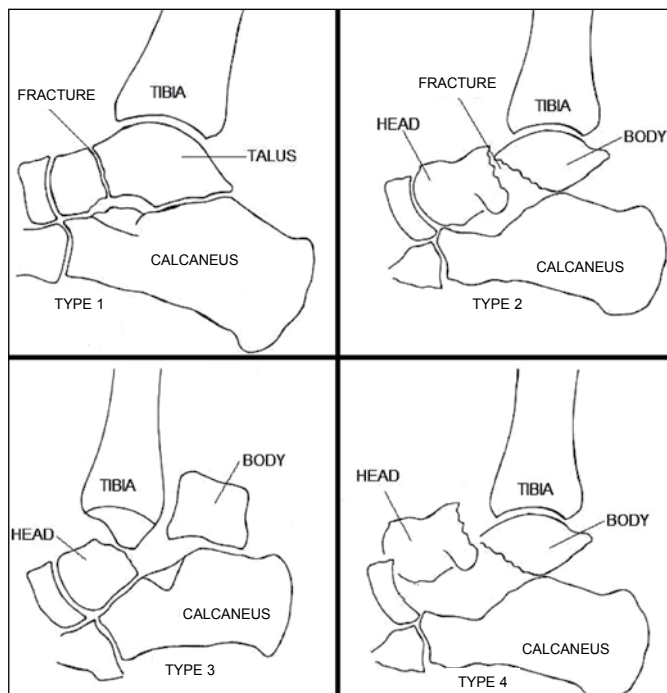 FRACTURE
TIBIA
TALUS
CALCANEUS
TYPE 1
FRACTURE
TIBIA
HEAD
BODY
CALCANEUS
TYPE 2
BODY
TIBIA
HEAD
CALCANEUS
TYPE 3
HEAD
TIBIA
BODY
CALCANEUS
TYPE 4